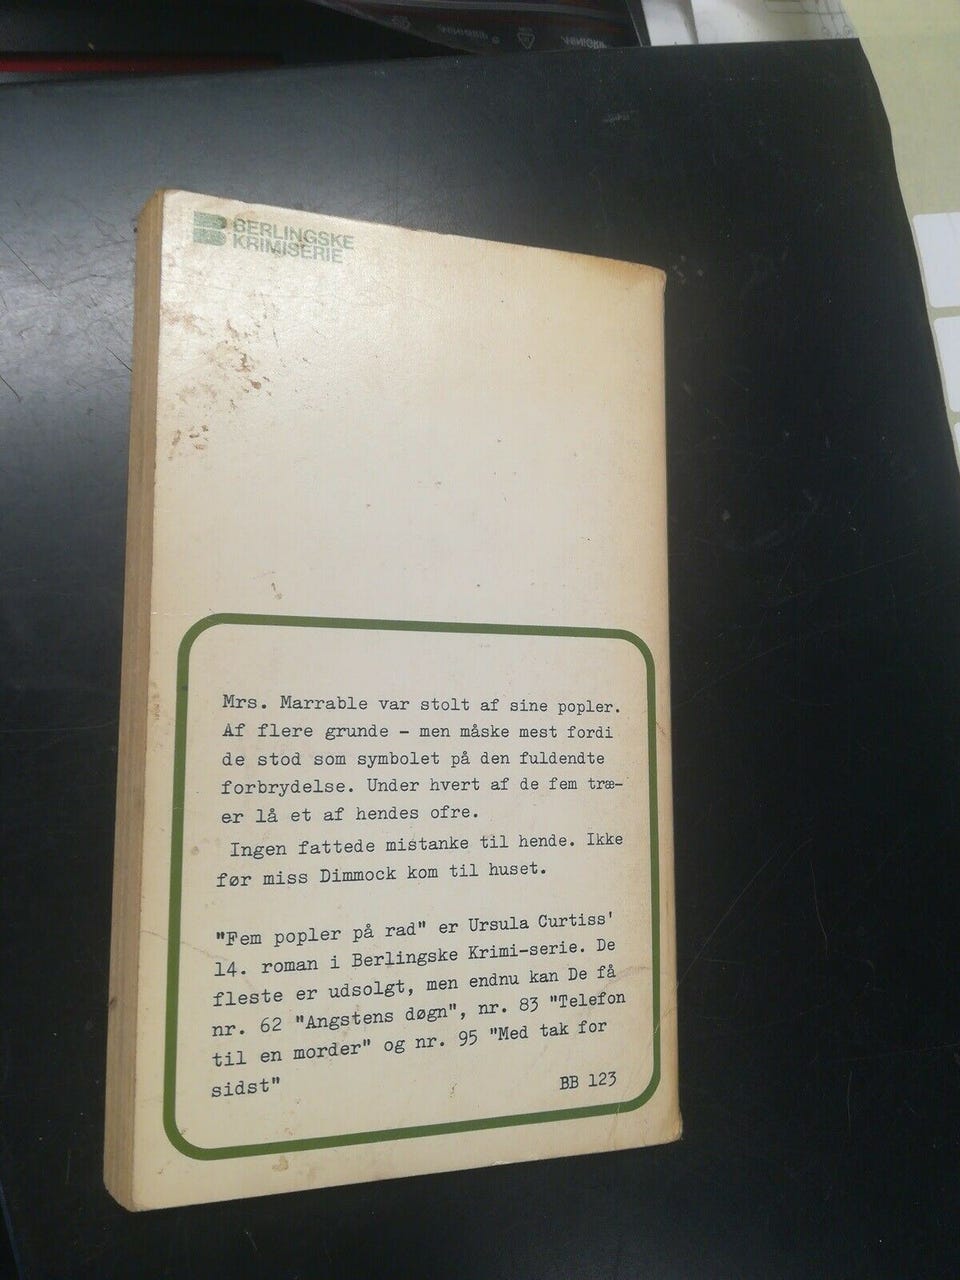 BERLINGSKE
KRIMISERIE
Mrs. Marrable var stolt af sine popler.
Af flere grunde - men måske mest fordi
de stod som symbolet på den fuldendte
forbrydelse. Under hvert af de fem træ-
er lå et af hendes ofre.
Ingen fattede mistanke til hende. Ikke
før miss Dimmock kom til huset.
"Fem popler på rad" er Ursula Curtiss'
14. roman i Berlingske Krimi-serie. De
fleste er udsolgt, men endnu kan De få
nr. 62 "Angstens døgn", nr. 83 "Telefon
til en morder" og nr. 95 "Med tak for
sidst"
BB 123